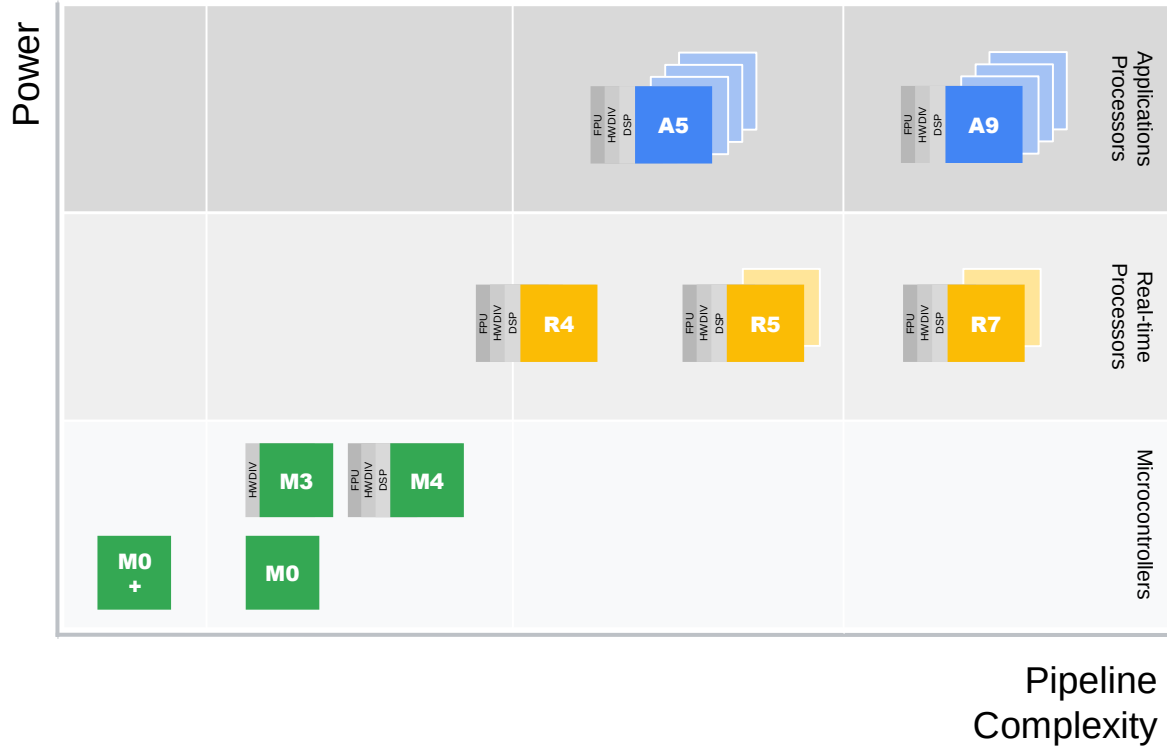 Power
FPU
HWDIV
DSP
A5
FPU
HWDIV
DSP
A9
Applications
Processors
FPU
HWDIV
DSP
R4
FPU
HWDIV
DSP
R5
FPU
HWDIV
DSP
R7
Real-time
Processors
HWDIV
M3
FPU
HWDIV
DSP
M4
M0
+
M0
Microcontrollers
Pipeline
Complexity